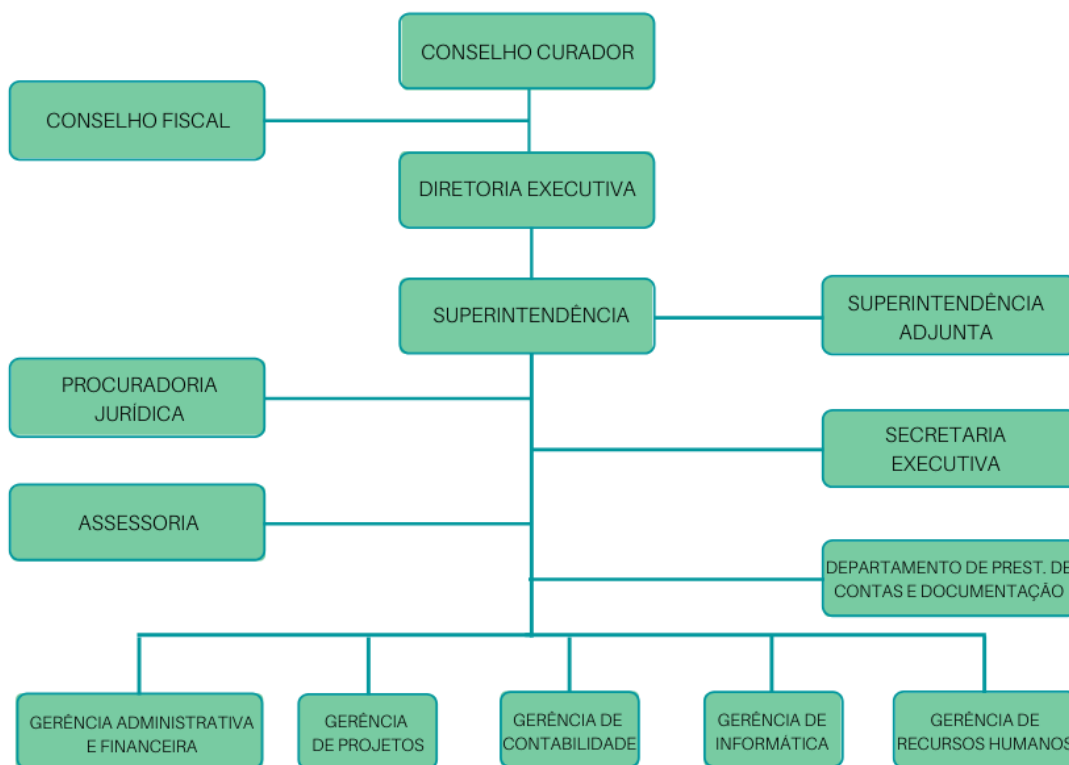 CONSELHO CURADOR
CONSELHO FISCAL
DIRETORIA EXECUTIVA
SUPERINTENDÊNCIA
SUPERINTENDÊNCIA
ADJUNTA
PROCURADORIA
JURÍDICA
SECRETARIA
EXECUTIVA
ASSESSORIA
DEPARTAMENTO DE PREST. DE
CONTAS E DOCUMENTAÇÃO
GERÊNCIA ADMINISTRATIVA
E FINANCEIRA
GERÊNCIA
DE PROJETOS
GERÊNCIA DE
CONTABILIDADE
GERÊNCIA DE
INFORMÁTICA
GERÊNCIA DE
RECURSOS HUMANOS